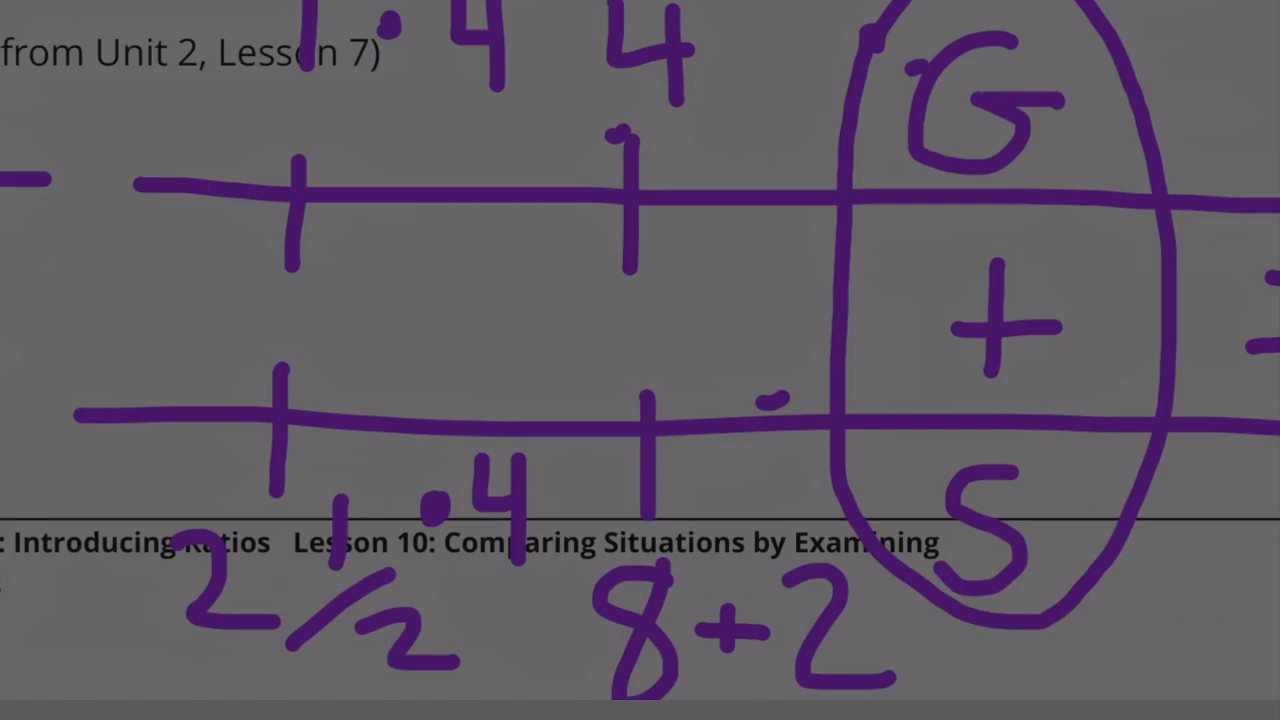 1 · 4 4 G
from Unit 2, Lesson 7)
+
S
1 · 4
: Introducing Ratios Lesson 10: Comparing Situations by Examining
2 /2 8+2